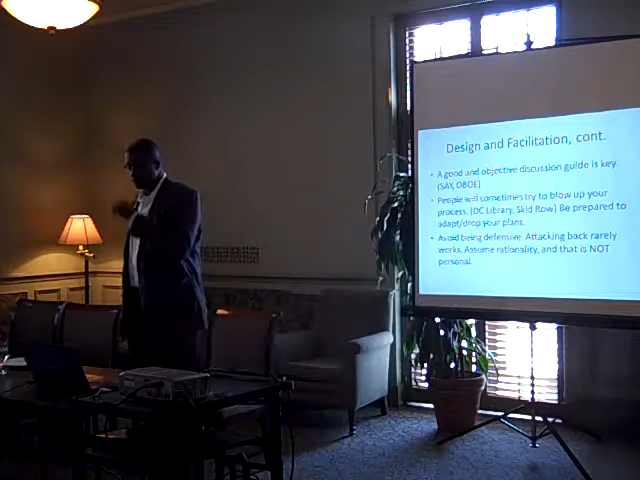 Design and Facilitation, cont.
• A good and objective discussion guide is key.
(SAY, OBOE)
• People will sometimes try to blow up your
process. (DC Library, Skid Row) Be prepared to
adapt/drop your plans.
• Avoid being defensive. Attacking back rarely
works. Assume rationality, and that is NOT
personal.